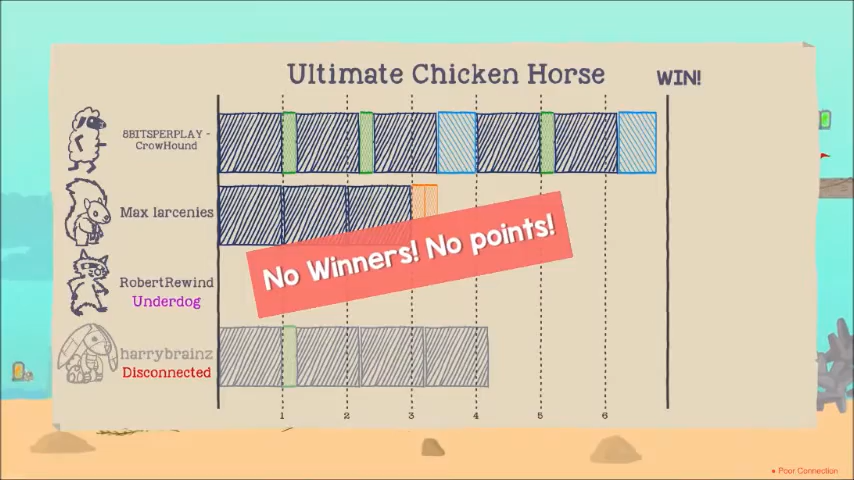 Ultimate Chicken Horse
WIN!
8BITSPERPLAY -
CrowHound
Max Iarcenies
No Winners! No points!
RobertRewind
Underdog
harrybrainz
Disconnected
1 2 3 4 5 6
Poor Connection